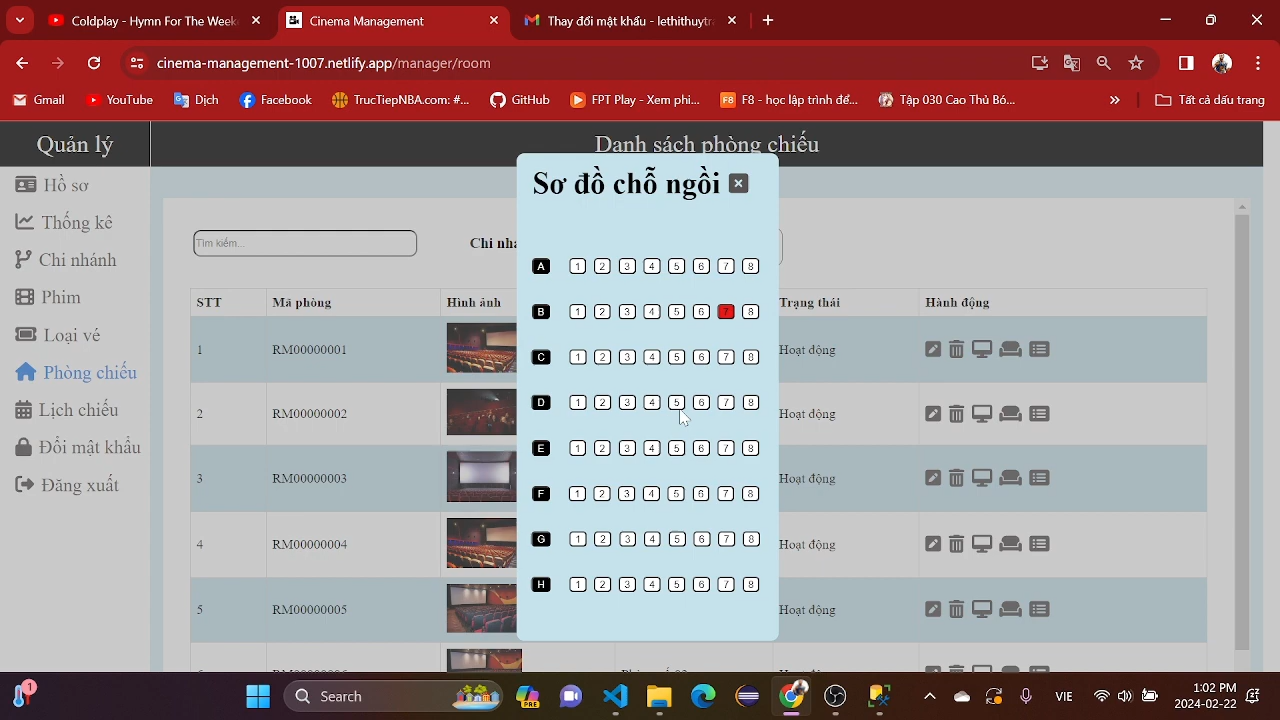 Coldplay - Hymn For The Week
Cinema Management
Thay đổi mật khẩu - lethithuytra
cinema-management-1007.netlify.app/manager/room
Gmail
YouTube
Dịch
Facebook
TrucTiepNBA.com: #...
GitHub
FPT Play - Xem phi...
F8 - học lập trình để...
Tập 030 Cao Thủ Bó...
Tất cả dấu trang
Quản lý
Danh sách phòng chiếu
Hồ sơ
Thống kê
Chi nhánh
Phim
Loại vé
Phòng chiếu
Lịch chiếu
Đổi mật khẩu
Đăng xuất
Tìm kiếm...
Chi nhá
STT Mã phòng Hình ảnh Trạng thái Hành động
1 RM00000001 Hoạt động
2 RM00000002 Hoạt động
3 RM00000003 Hoạt động
4 RM00000004 Hoạt động
5 RM00000005 Hoạt động
Sơ đồ chỗ ngồi
A 1 2 3 4 5 6 7 8
B 1 2 3 4 5 6 7 8
C 1 2 3 4 5 6 7 8
D 1 2 3 4 5 6 7 8
E 1 2 3 4 5 6 7 8
F 1 2 3 4 5 6 7 8
G 1 2 3 4 5 6 7 8
H 1 2 3 4 5 6 7 8
1
Search
PRE
VIE
1:02 PM
2024-02-22